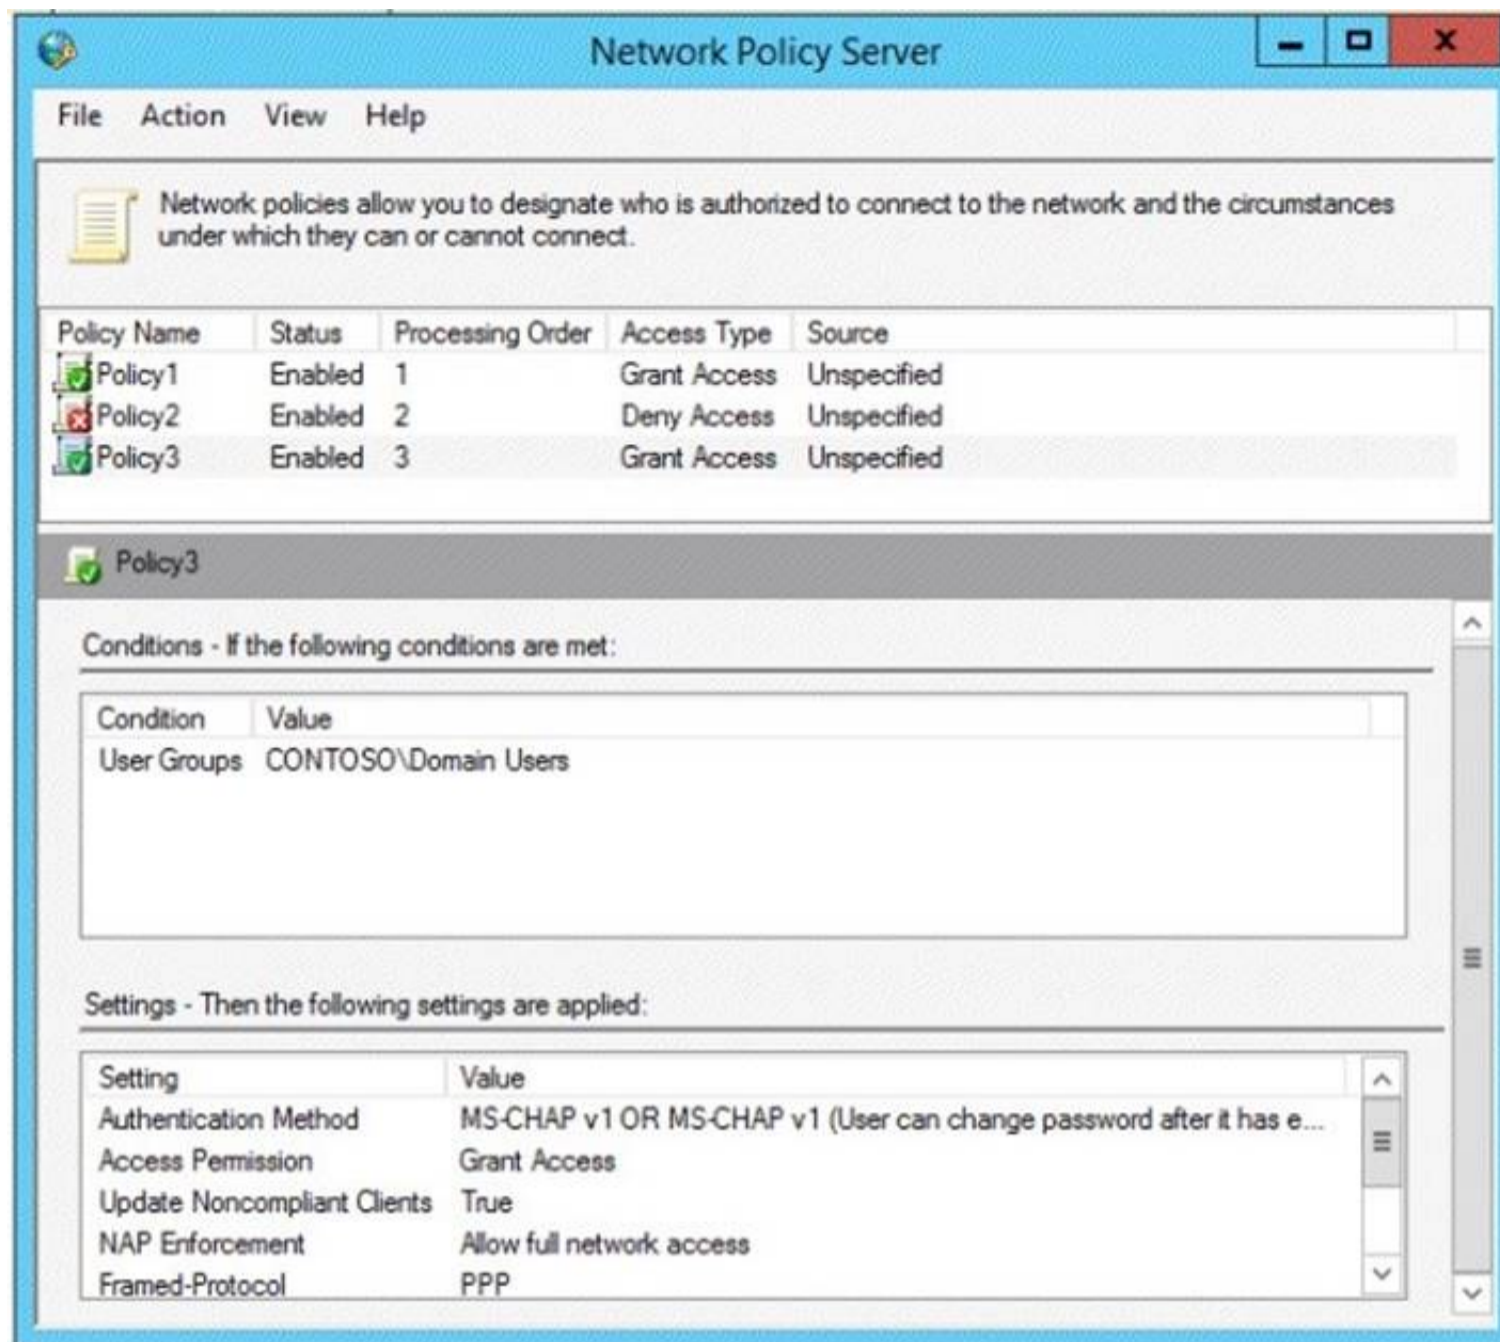 Network Policy Server
File Action View Help
Network policies allow you to designate who is authorized to connect to the network and the circumstances
under which they can or cannot connect.
Policy Name Status Processing Order Access Type Source
Policy1 Enabled 1 Grant Access Unspecified
Policy2 Enabled 2 Deny Access Unspecified
Policy3 Enabled 3 Grant Access Unspecified
Policy3
Conditions - If the following conditions are met:
Condition Value
User Groups CONTOSO\Domain Users
Settings - Then the following settings are applied:
Setting Value
Authentication Method MS-CHAP v1 OR MS-CHAP v1 (User can change password after it has e...
Access Permission Grant Access
Update Noncompliant Clients True
NAP Enforcement Allow full network access
Framed-Protocol PPP